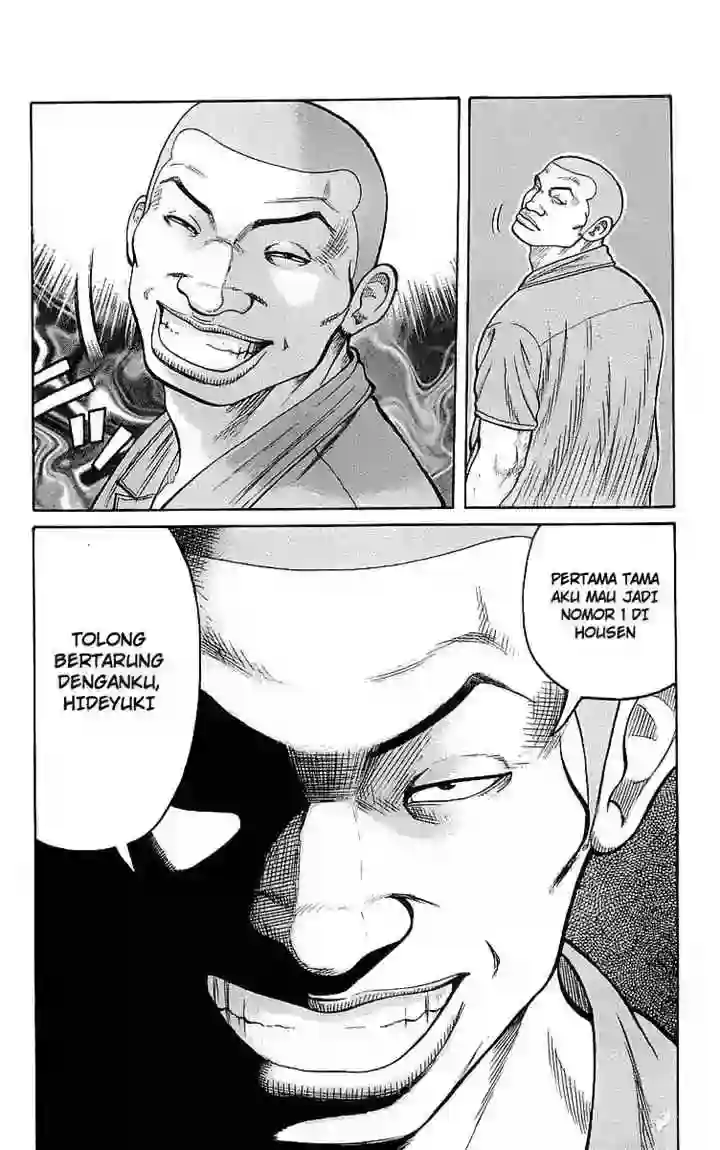 PERTAMA TAMA
AKU MAU JADI
NOMOR 1 DI
HOUSEN
TOLONG
BERTARUNG
DENGANKU,
HIDEYUKI